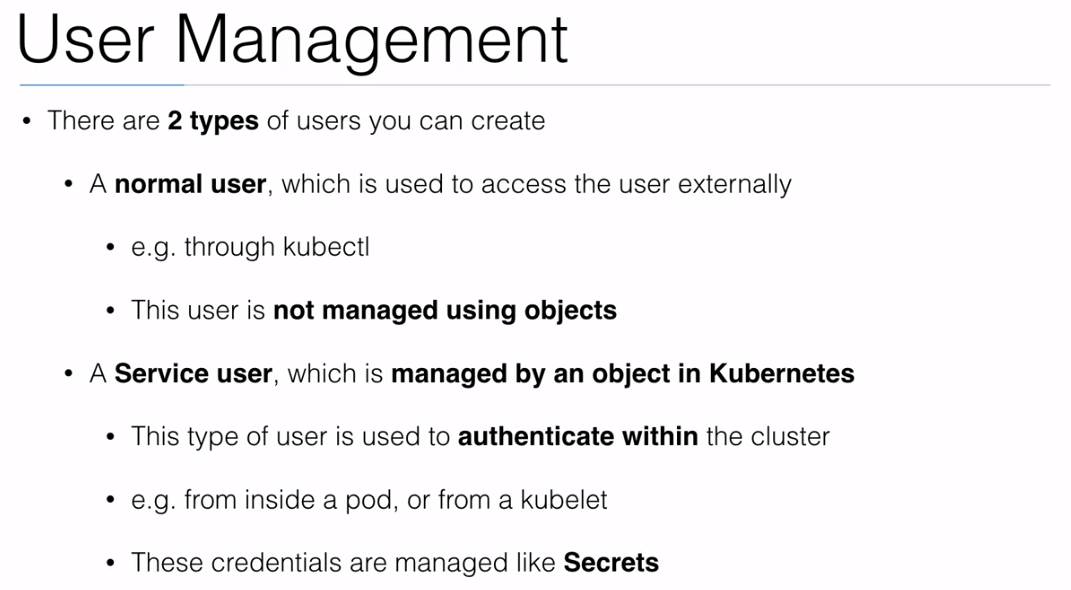 User Management
• There are 2 types of users you can create
• A normal user, which is used to access the user externally
• e.g. through kubectl
• This user is not managed using objects
• A Service user, which is managed by an object in Kubernetes
• This type of user is used to authenticate within the cluster
• e.g. from inside a pod, or from a kubelet
• These credentials are managed like Secrets